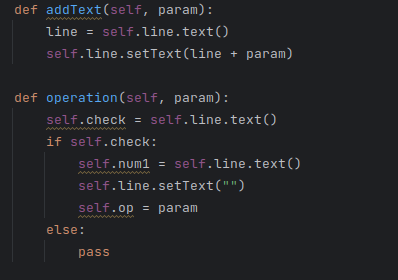 def addText(self, param):
    line = self.line.text()
    self.line.setText(line + param)

def operation(self, param):
    self.check = self.line.text()
    if self.check:
        self.num1 = self.line.text()
        self.line.setText("")
        self.op = param
    else:
        pass